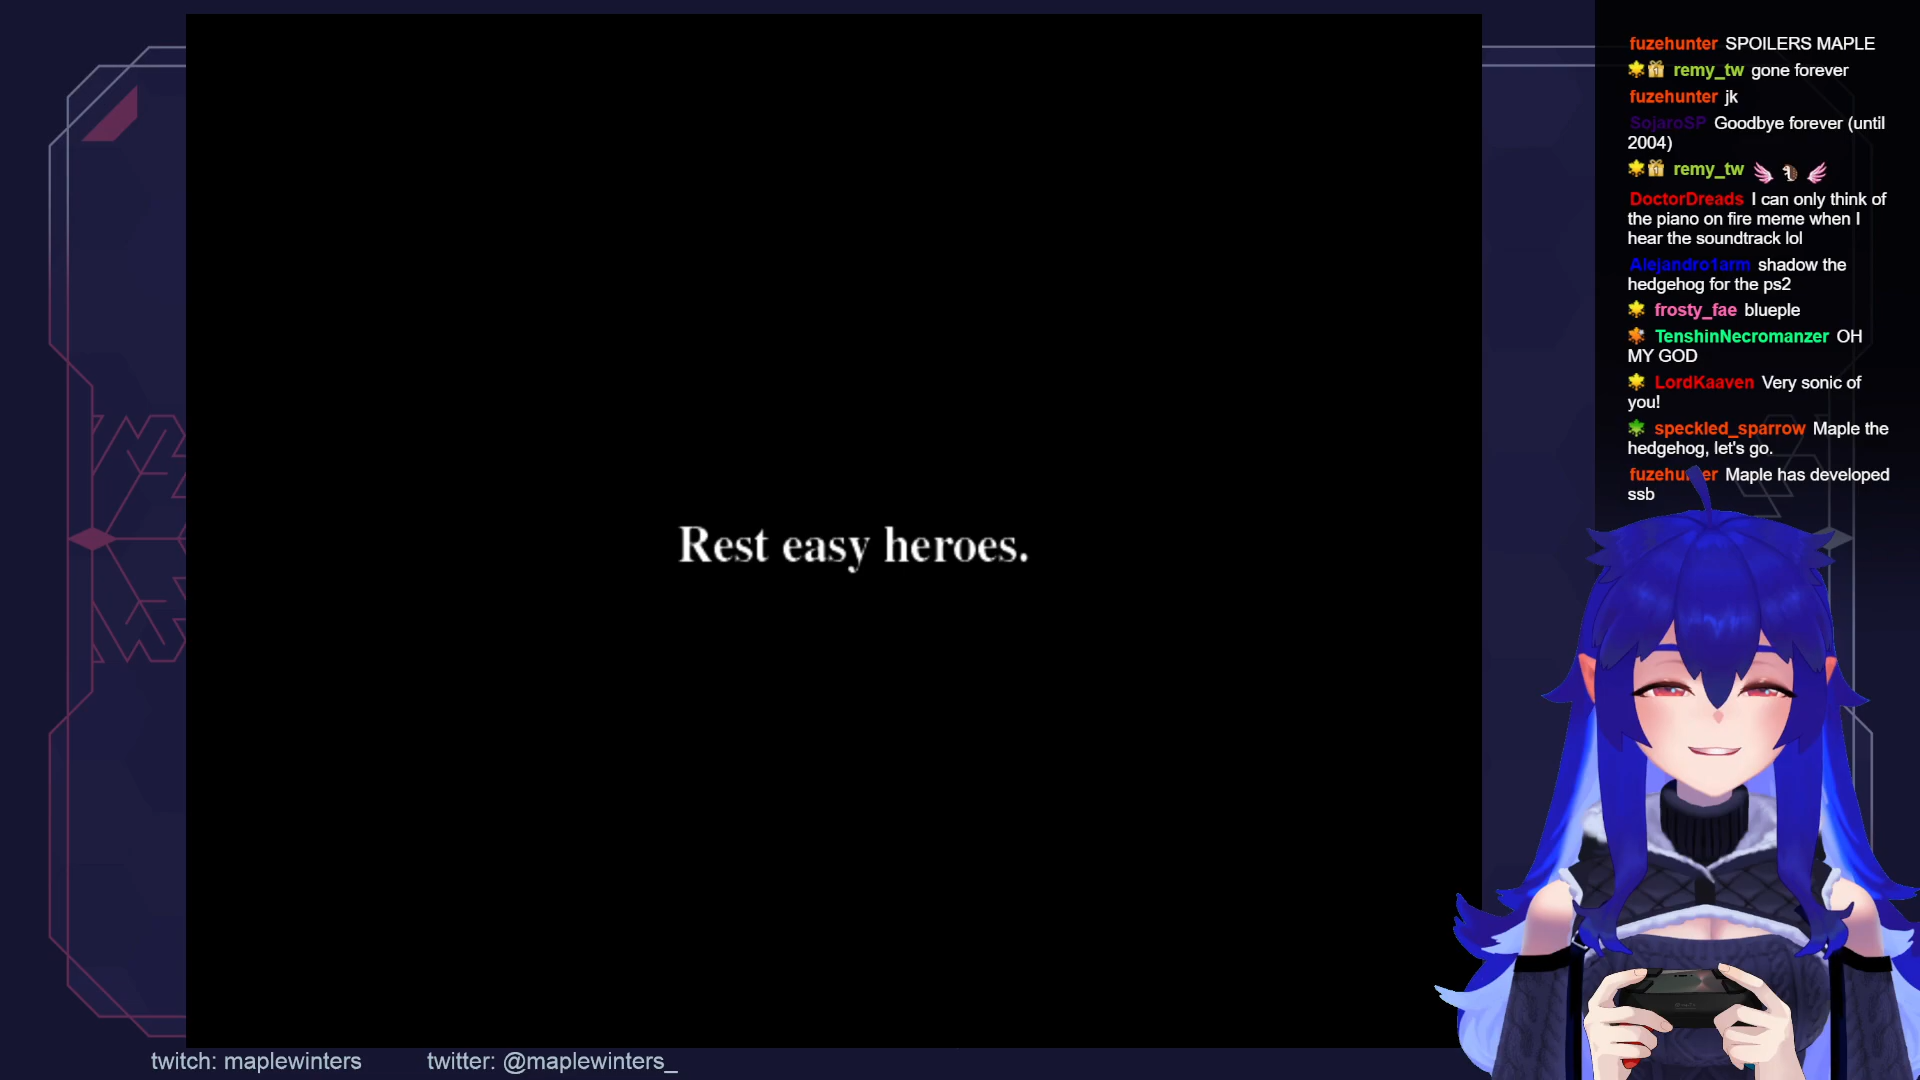 fuzehunter SPOILERS MAPLE
remy_tw gone forever
fuzehunter jk
SojaroSP Goodbye forever (until
2004)
remy_tw
DoctorDreads I can only think of
the piano on fire meme when I
hear the soundtrack lol
Alejandro1arm shadow the
hedgehog for the ps2
frosty_fae blueple
TenshinNecromanzer OH
MY GOD
LordKaaven Very sonic of
you!
speckled_sparrow Maple the
hedgehog, let's go.
fuzehunter Maple has developed
ssb
Rest easy heroes.
twitch: maplewinters
twitter: @maplewinters_